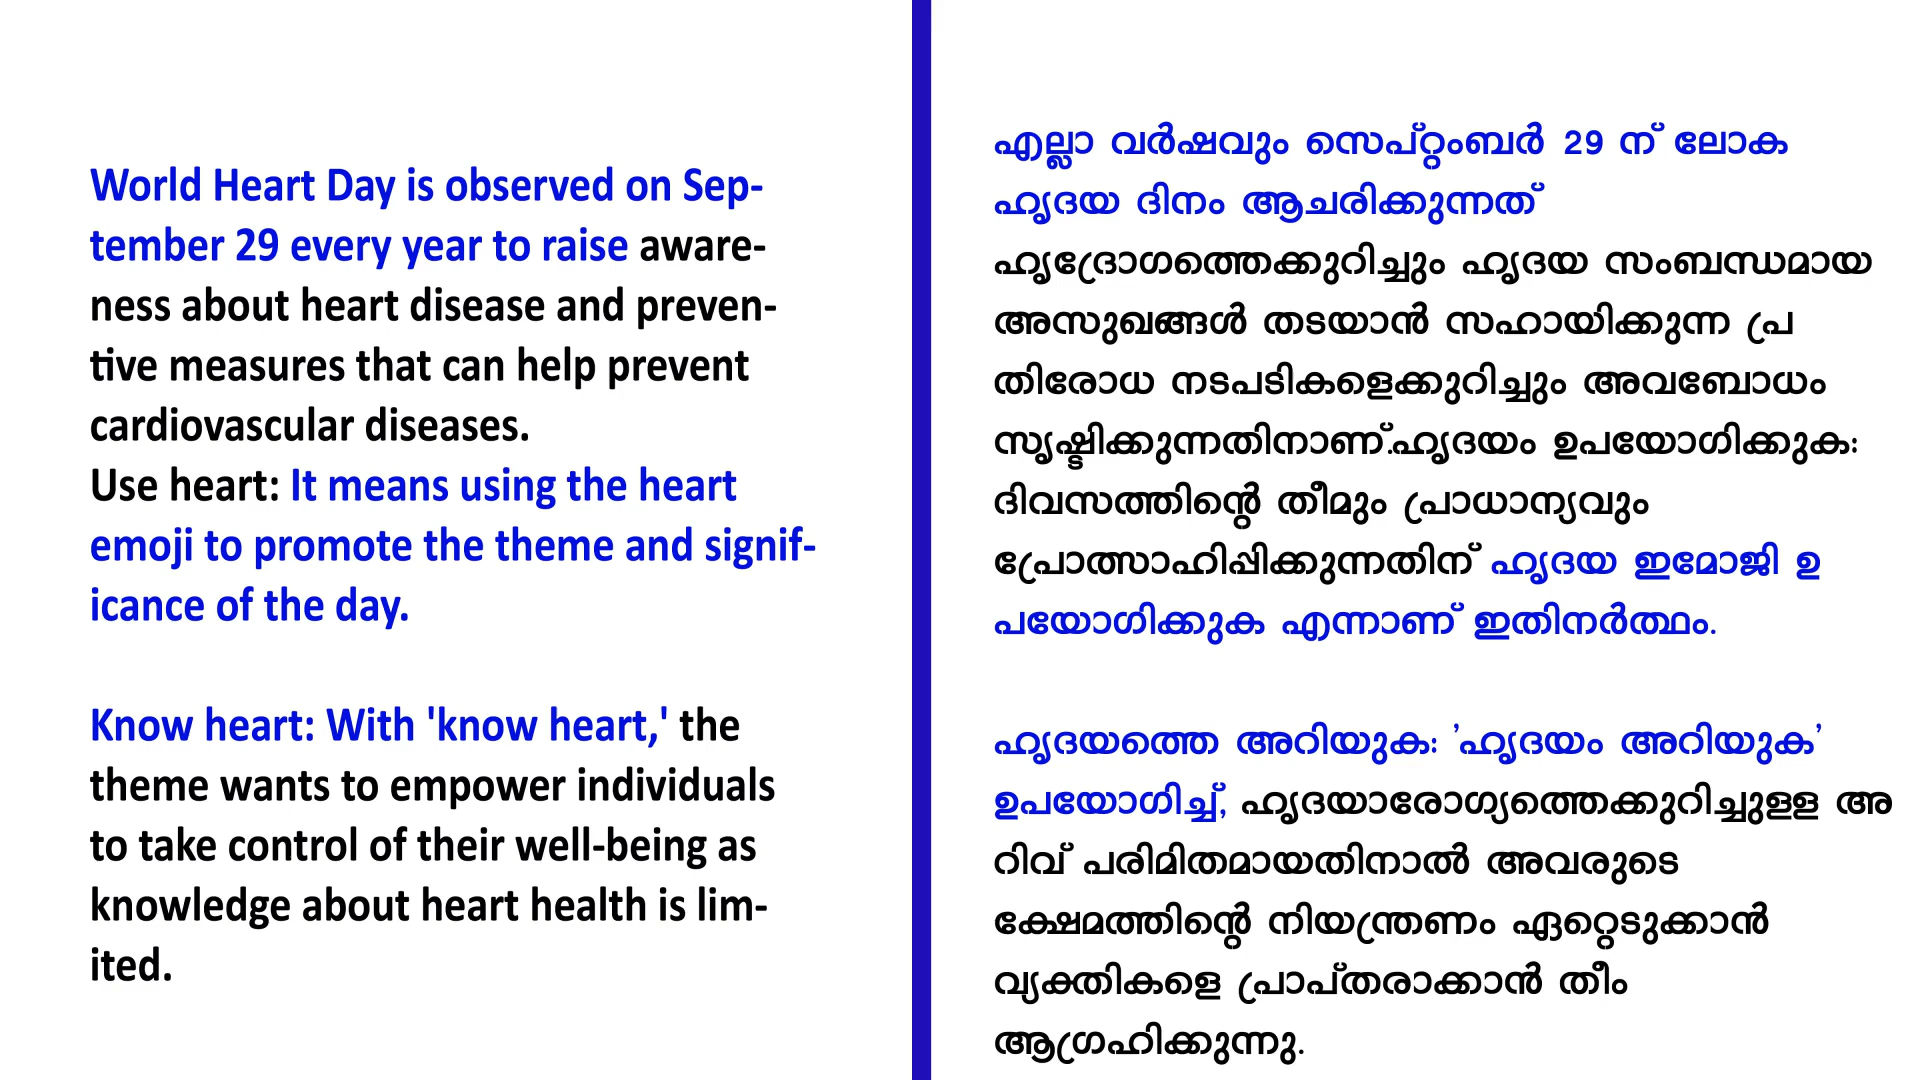 World Heart Day is observed on Sep-
tember 29 every year to raise aware-
ness about heart disease and preven-
tive measures that can help prevent
cardiovascular diseases.
Use heart: It means using the heart
emoji to promote the theme and signif-
icance of the day.
Know heart: With 'know heart,' the
theme wants to empower individuals
to take control of their well-being as
knowledge about heart health is lim-
ited.
എല്ലാ വർഷവും സെപ്റ്റംബർ 29 ന് ലോക
ഹൃദയ ദിനം ആചരിക്കുന്നത്
ഹൃദ്രോഗത്തെക്കുറിച്ചും ഹൃദയ സംബന്ധമായ
അസുഖങ്ങൾ തടയാൻ സഹായിക്കുന്ന പ്ര
തിരോധ നടപടികളെക്കുറിച്ചും അവബോധം
സൃഷ്ടിക്കുന്നതിനാണ്.ഹൃദയം ഉപയോഗിക്കുക:
ദിവസത്തിന്റെ തീമും പ്രാധാന്യവും
പ്രോത്സാഹിപ്പിക്കുന്നതിന് ഹൃദയ ഇമോജി ഉ
പയോഗിക്കുക എന്നാണ് ഇതിനർത്ഥം.
ഹൃദയത്തെ അറിയുക: 'ഹൃദയം അറിയുക'
ഉപയോഗിച്ച്, ഹൃദയാരോഗ്യത്തെക്കുറിച്ചുള്ള അ
റിവ് പരിമിതമായതിനാൽ അവരുടെ
ക്ഷേമത്തിന്റെ നിയന്ത്രണം ഏറ്റെടുക്കാൻ
വ്യക്തികളെ പ്രാപ്തരാക്കാൻ തീം
ആഗ്രഹിക്കുന്നു.